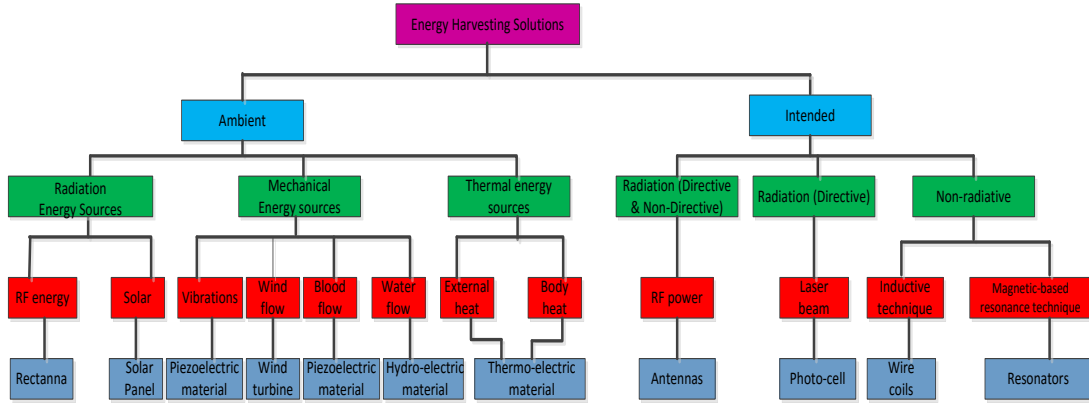 Energy Harvesting Solutions
Ambient
Intended
Radiation
Energy Sources
Mechanical
Energy sources
Thermal energy
sources
Radiation (Directive
& Non-Directive)
Radiation (Directive)
Non-radiative
RF energy
Solar
Vibrations
Wind
flow
Blood
flow
Water
flow
External
heat
Body
heat
RF power
Laser
beam
Inductive
technique
Magnetic-based
resonance technique
Rectanna
Solar
Panel
Piezoelectric
material
Wind
turbine
Piezoelectric
material
Hydro-electric
material
Thermo-electric
material
Antennas
Photo-cell
Wire
coils
Resonators